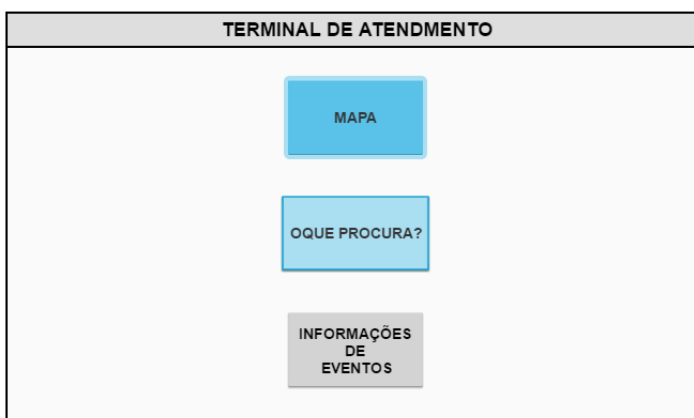 TERMINAL DE ATENDMENTO
MAPA
OQUE PROCURA?
INFORMAÇÕES
DE
EVENTOS